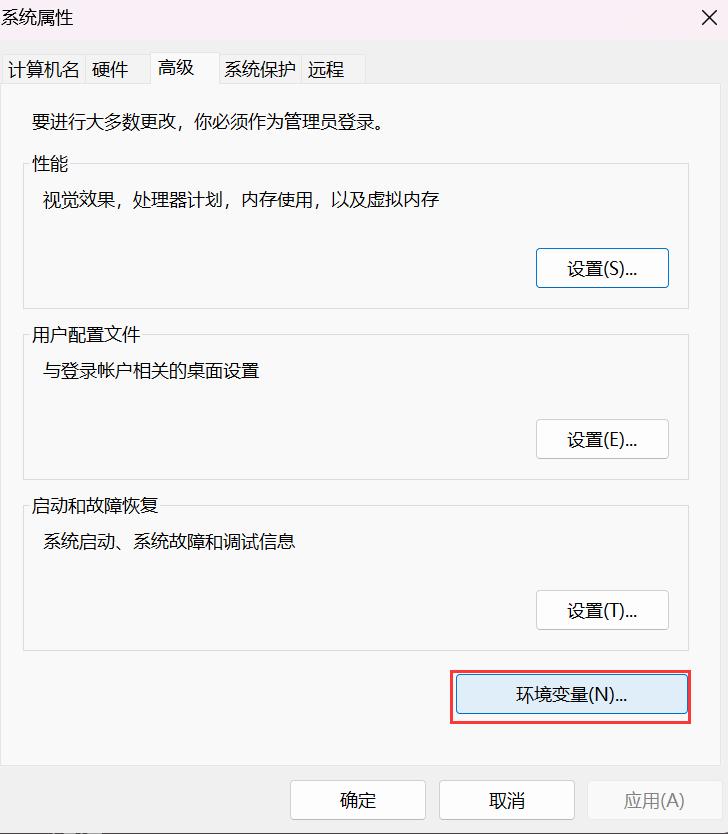 系统属性
计算机名 硬件 高级 系统保护 远程
要进行大多数更改，你必须作为管理员登录。
性能
视觉效果，处理器计划，内存使用，以及虚拟内存
设置(S)...
用户配置文件
与登录帐户相关的桌面设置
设置(E)...
启动和故障恢复
系统启动、系统故障和调试信息
设置(T)...
环境变量(N)...
确定 取消 应用(A)